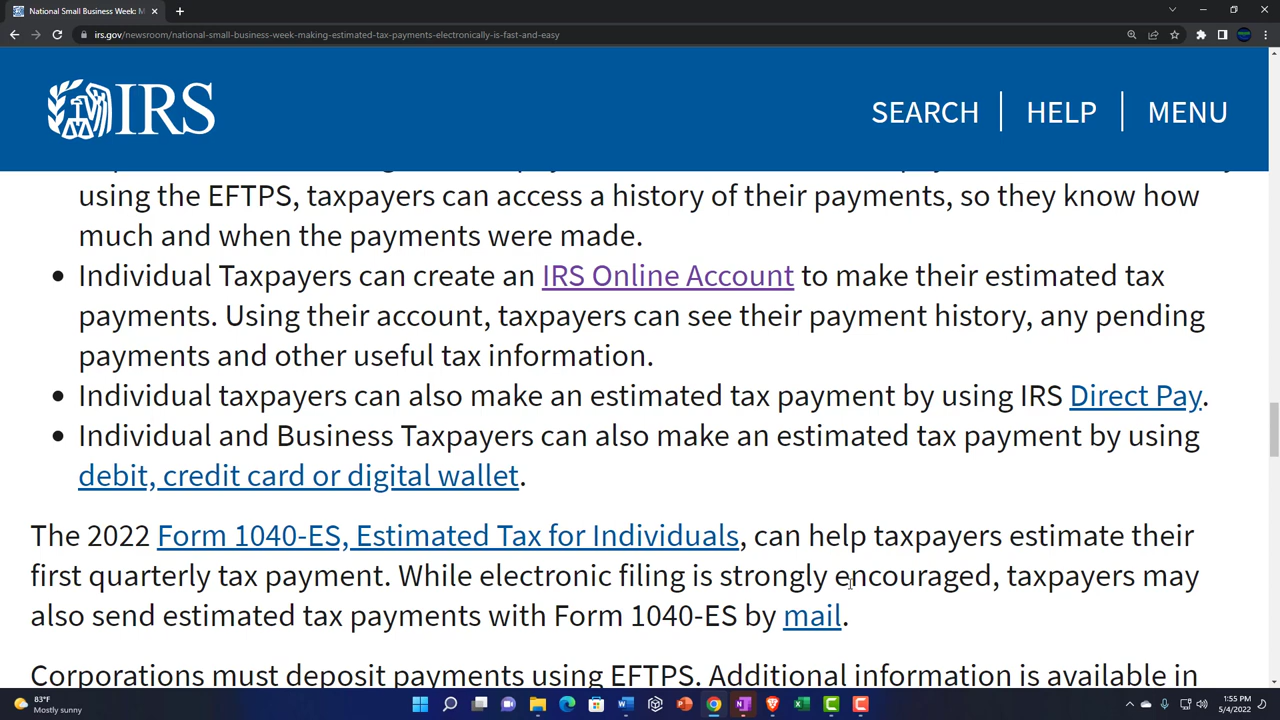 National Small Business Week: M
irs.gov/newsroom/national-small-business-week-making-estimated-tax-payments-electronically-is-fast-and-easy
IRS
SEARCH
HELP
MENU
using the EFTPS, taxpayers can access a history of their payments, so they know how
much and when the payments were made.
Individual Taxpayers can create an IRS Online Account to make their estimated tax
payments. Using their account, taxpayers can see their payment history, any pending
payments and other useful tax information.
Individual taxpayers can also make an estimated tax payment by using IRS Direct Pay.
Individual and Business Taxpayers can also make an estimated tax payment by using
debit, credit card or digital wallet.
The 2022 Form 1040-ES, Estimated Tax for Individuals, can help taxpayers estimate their
first quarterly tax payment. While electronic filing is strongly encouraged, taxpayers may
also send estimated tax payments with Form 1040-ES by mail.
Corporations must deposit payments using EFTPS. Additional information is available in
83°F
Mostly sunny
1:55 PM
5/4/2022